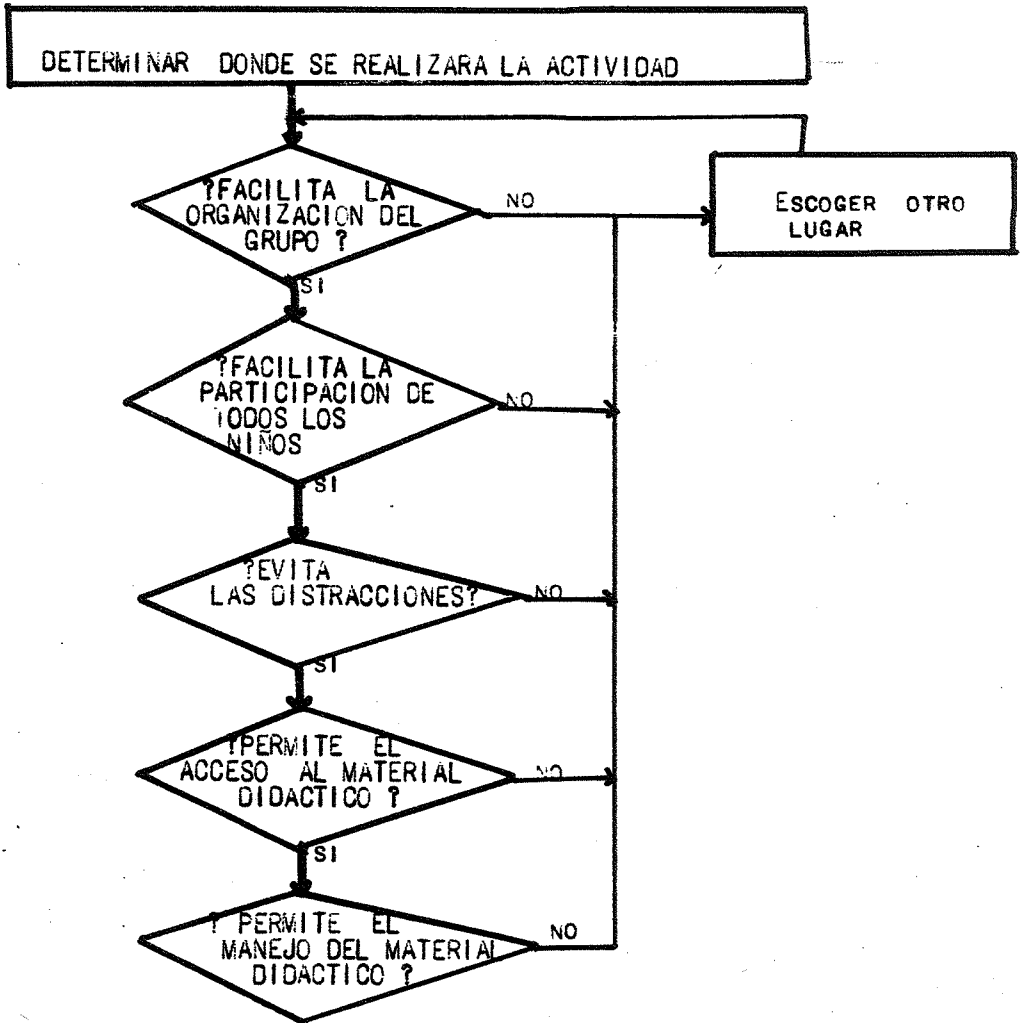 DETERMINAR DONDE SE REALIZARA LA ACTIVIDAD
?FACILITA LA
ORGANIZACION DEL
GRUPO ?
NO
ESCOGER OTRO
LUGAR
SI
?FACILITA LA
PARTICIPACION DE
TODOS LOS
NIÑOS
NO
SI
?EVITA
LAS DISTRACCIONES?
NO
SI
?PERMITE EL
ACCESO AL MATERIAL
DIDACTICO ?
NO
SI
? PERMITE EL
MANEJO DEL MATERIAL
DIDACTICO ?
NO